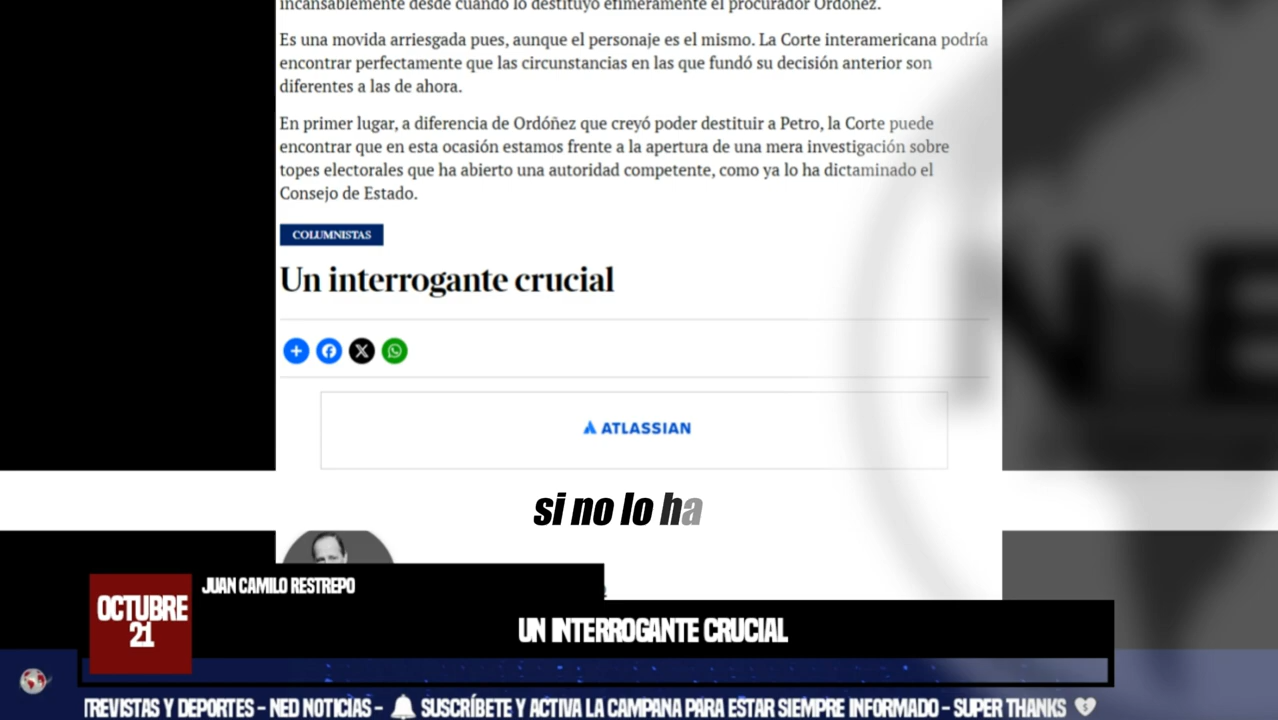 incansablemente desde cuando lo destituyó efímeramente el procurador Ordóñez.
Es una movida arriesgada pues, aunque el personaje es el mismo. La Corte interamericana podría
encontrar perfectamente que las circunstancias en las que fundó su decisión anterior son
diferentes a las de ahora.
En primer lugar, a diferencia de Ordóñez que creyó poder destituir a Petro, la Corte puede
encontrar que en esta ocasión estamos frente a la apertura de una mera investigación sobre
topes electorales que ha abierto una autoridad competente, como ya lo ha dictaminado el
Consejo de Estado.
COLUMNISTAS
Un interrogante crucial
ATLASSIAN
NE
si no lo ha
JUAN CAMILO RESTREPO
OCTUBRE
21
UN INTERROGANTE CRUCIAL
TREVISTAS Y DEPORTES - NED NOTICIAS - SUSCRÍBETE Y ACTIVA LA CAMPANA PARA ESTAR SIEMPRE INFORMADO - SUPER THANKS